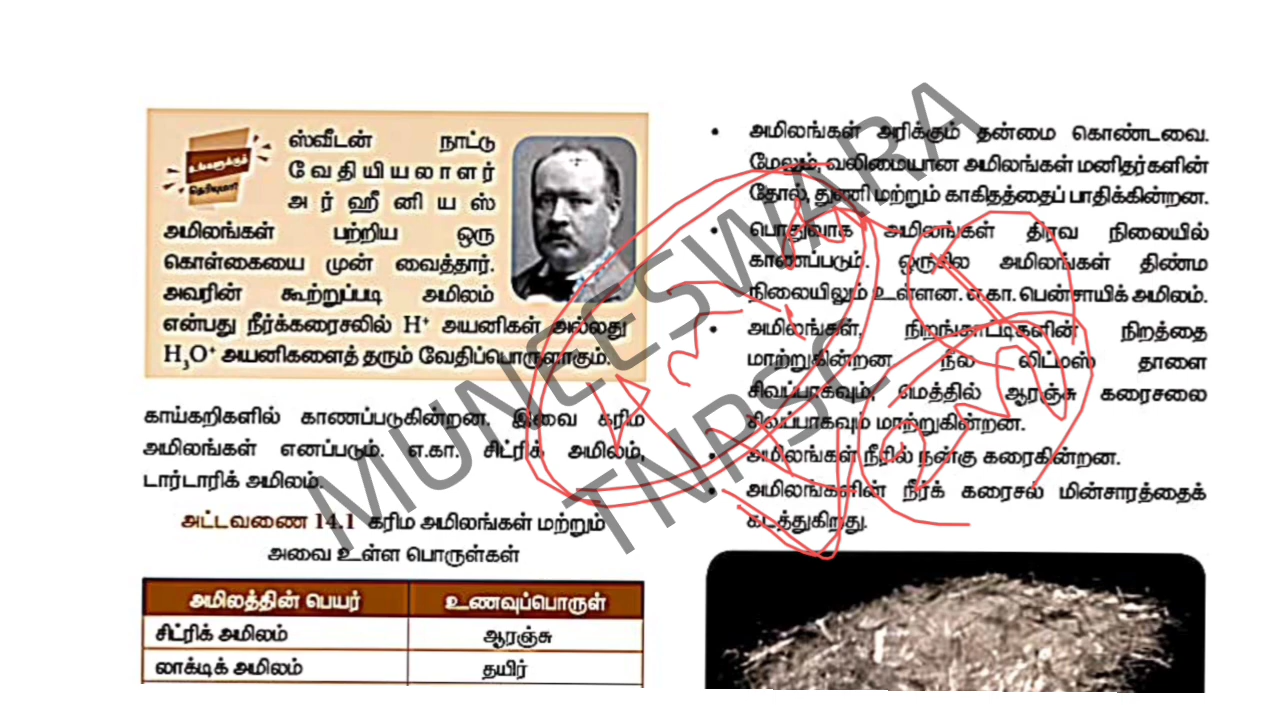 உங்களுக்குத்
தெரியுமா?
ஸ்வீடன் நாட்டு
வேதியியலாளர்
அர்ஹீனியஸ்
அமிலங்கள் பற்றிய ஒரு
கொள்கையை முன் வைத்தார்.
அவரின் கூற்றுப்படி அமிலம்
என்பது நீர்க்கரைசலில் H⁺ அயனிகள் அல்லது
H₃O⁺ அயனிகளைத் தரும் வேதிப்பொருளாகும்.
காய்கறிகளில் காணப்படுகின்றன. இவை கரிம
அமிலங்கள் எனப்படும். எ.கா. சிட்ரிக் அமிலம்,
டார்டாரிக் அமிலம்.
அட்டவணை 14.1 கரிம அமிலங்கள் மற்றும்
அவை உள்ள பொருள்கள்
அமிலத்தின் பெயர் உணவுப்பொருள்
சிட்ரிக் அமிலம் ஆரஞ்சு
லாக்டிக் அமிலம் தயிர்
• அமிலங்கள் அரிக்கும் தன்மை கொண்டவை.
மேலும், வலிமையான அமிலங்கள் மனிதர்களின்
தோல், துணி மற்றும் காகிதத்தைப் பாதிக்கின்றன.
• பொதுவாக அமிலங்கள் திரவ நிலையில்
காணப்படும். ஒருசில அமிலங்கள் திண்ம
நிலையிலும் உள்ளன. எ.கா. பென்சாயிக் அமிலம்.
• அமிலங்கள். நிறங்காட்டிகளின் நிறத்தை
மாற்றுகின்றன. நீல லிட்மஸ் தாளை
சிவப்பாகவும், மெத்தில் ஆரஞ்சு கரைசலை
சிவப்பாகவும் மாற்றுகின்றன.
• அமிலங்கள் நீரில் நன்கு கரைகின்றன.
• அமிலங்களின் நீர்க் கரைசல் மின்சாரத்தைக்
கடத்துகிறது.
MUNEESWARA
TNPSC